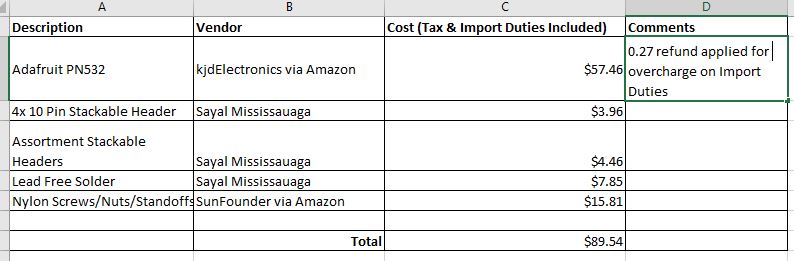 A B C D
Description Vendor Cost (Tax & Import Duties Included) Comments
Adafruit PN532 kjdElectronics via Amazon $57.46 0.27 refund applied for
overcharge on Import
Duties
4x 10 Pin Stackable Header Sayal Mississauaga $3.96
Assortment Stackable
Headers Sayal Mississauaga $4.46
Lead Free Solder Sayal Mississauaga $7.85
Nylon Screws/Nuts/Standoffs SunFounder via Amazon $15.81
Total $89.54